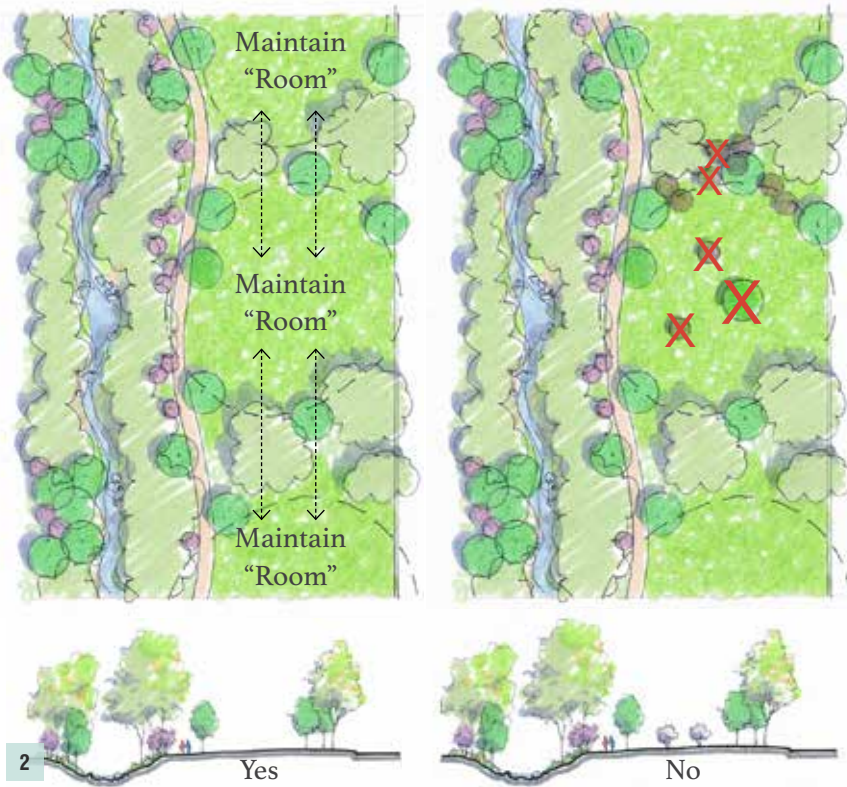 Maintain
“Room”
Maintain
“Room”
Maintain
“Room”
X
X
X
X
X
2
Yes
No